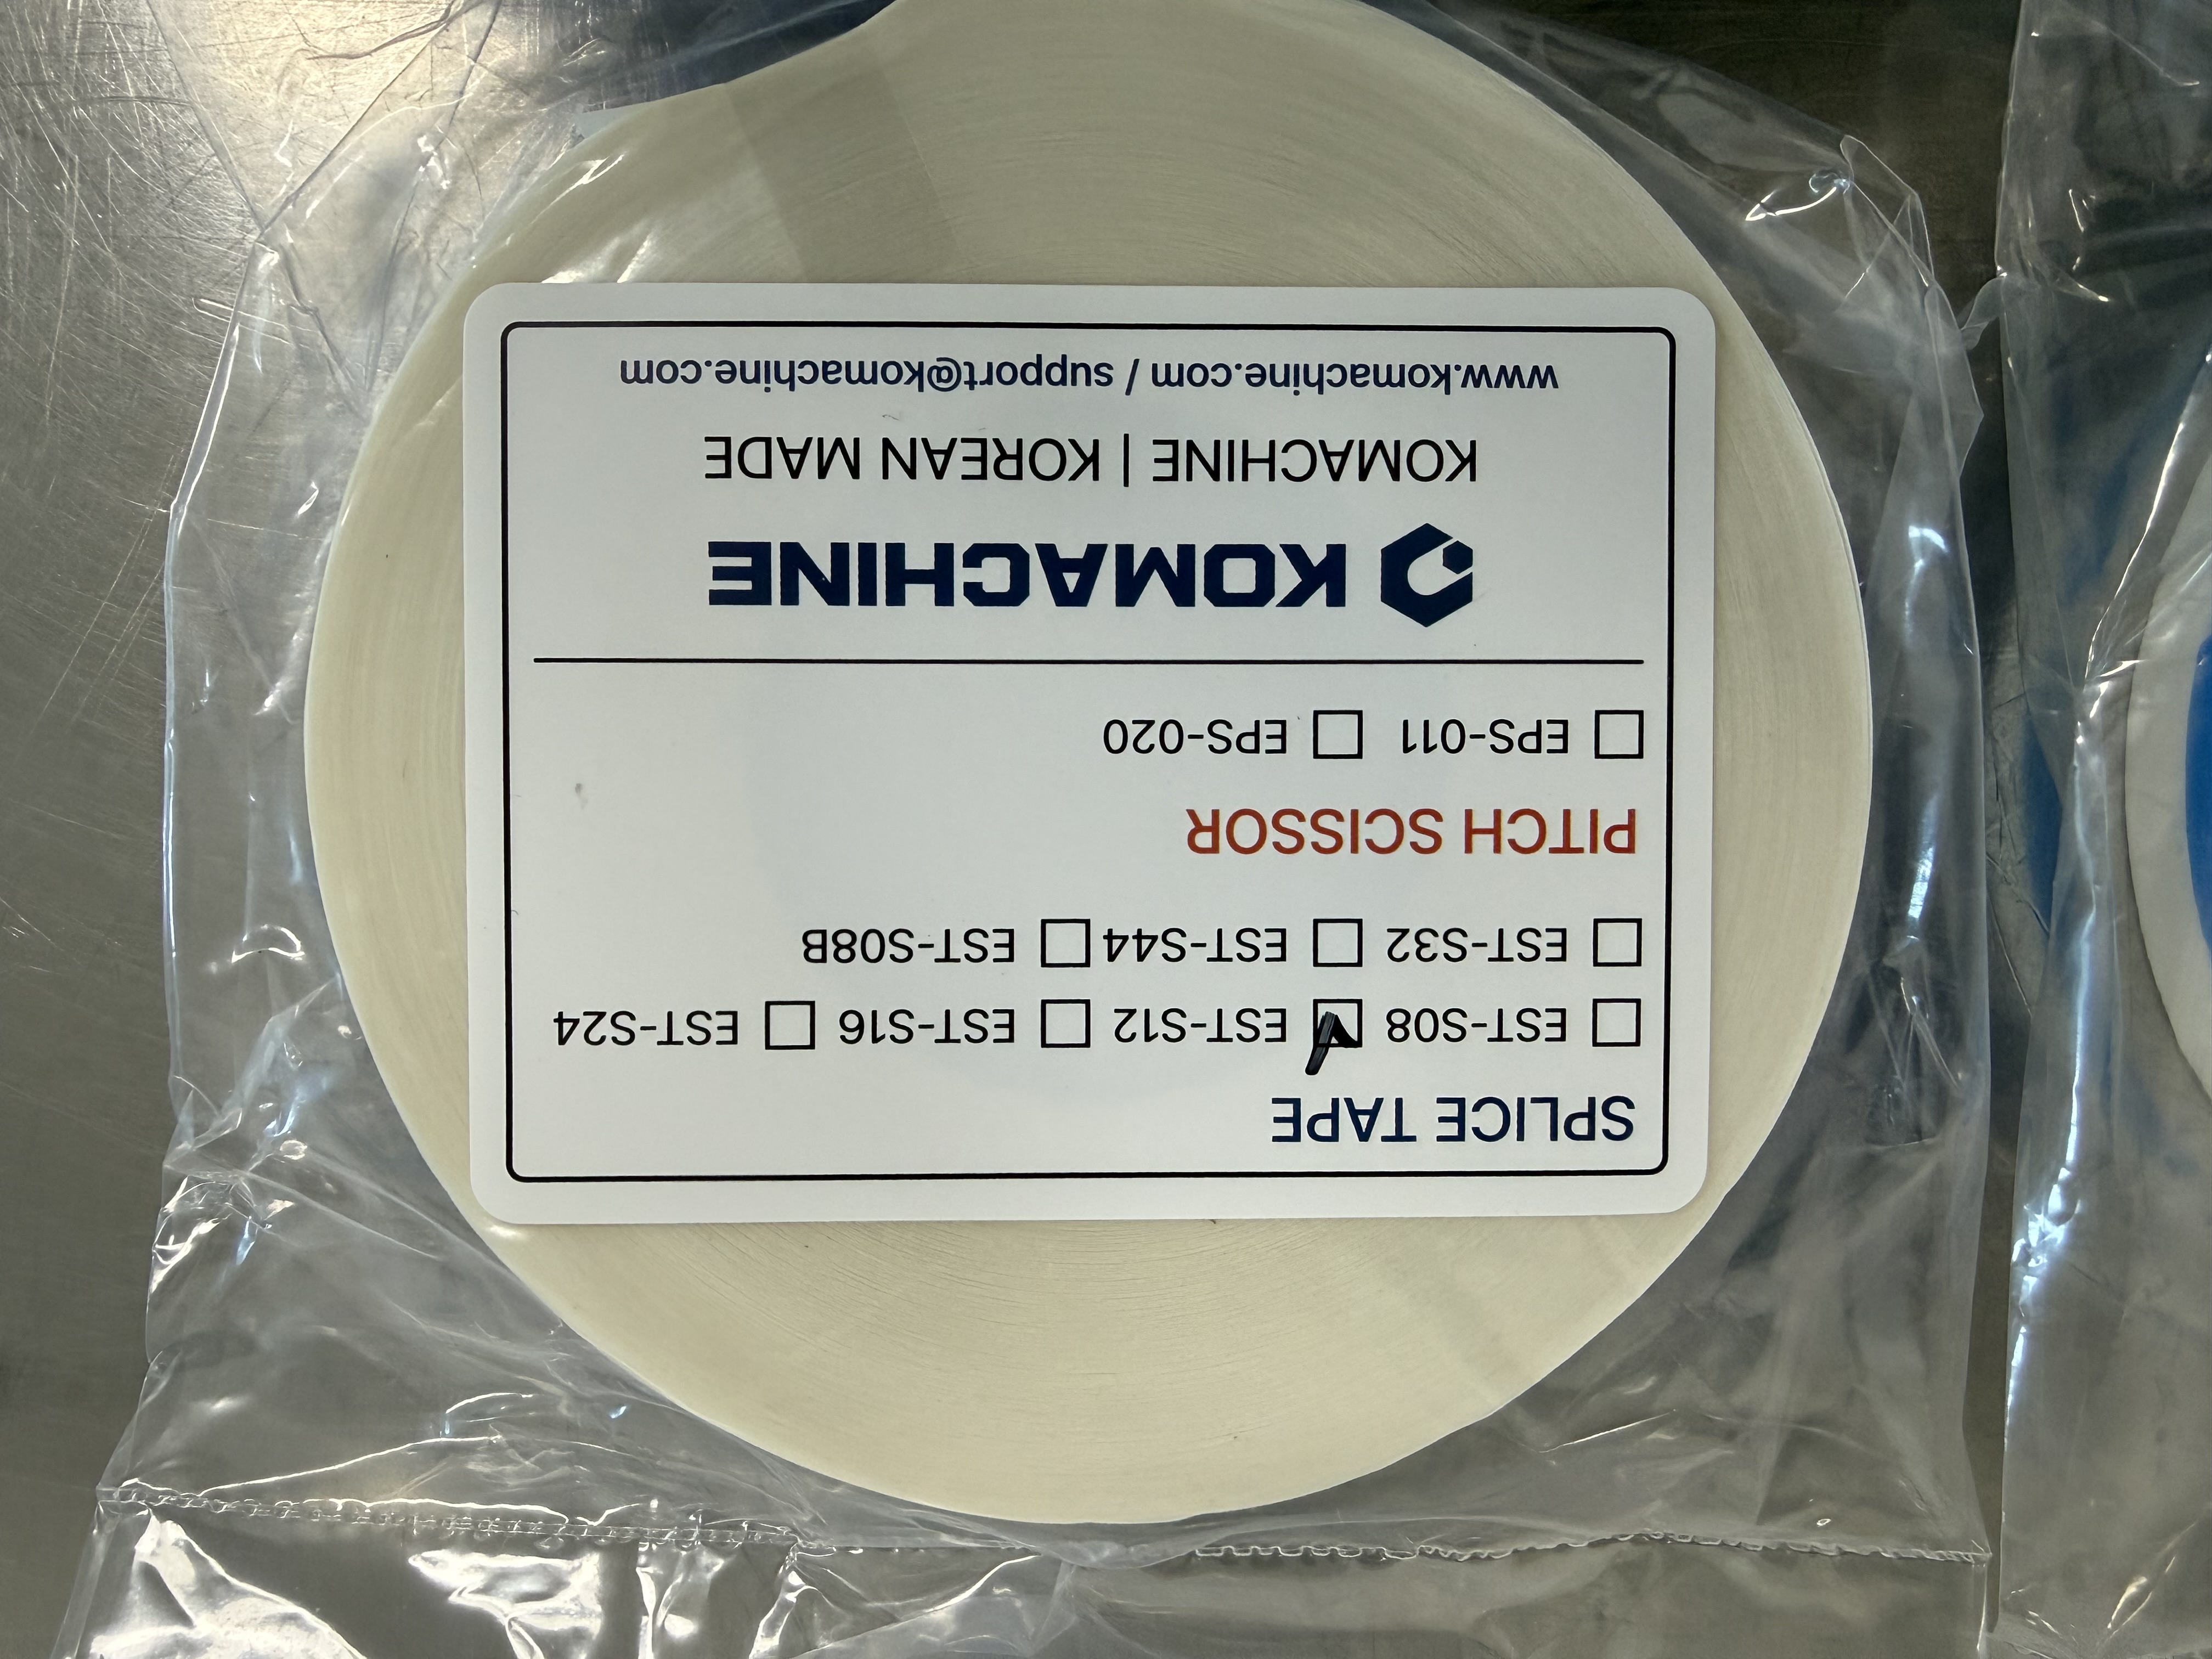 SPLICE TAPE
☐ EST-S08 ☑ EST-S12 ☐ EST-S16 ☐ EST-S24
☐ EST-S32 ☐ EST-S44 ☐ EST-S08B
PITCH SCISSOR
☐ EPS-011 ☐ EPS-020
KOMACHINE
KOMACHINE | KOREAN MADE
www.komachine.com / support@komachine.com